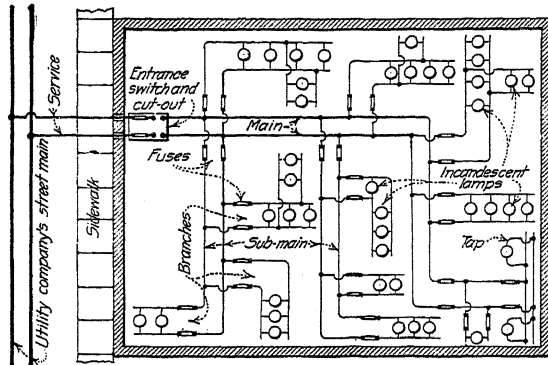 Utility company's street main
Service
Sidewalk
Entrance
switch and
cut-out
Main
Fuses
Incandescent
lamps
Branches
Sub-main
Tap